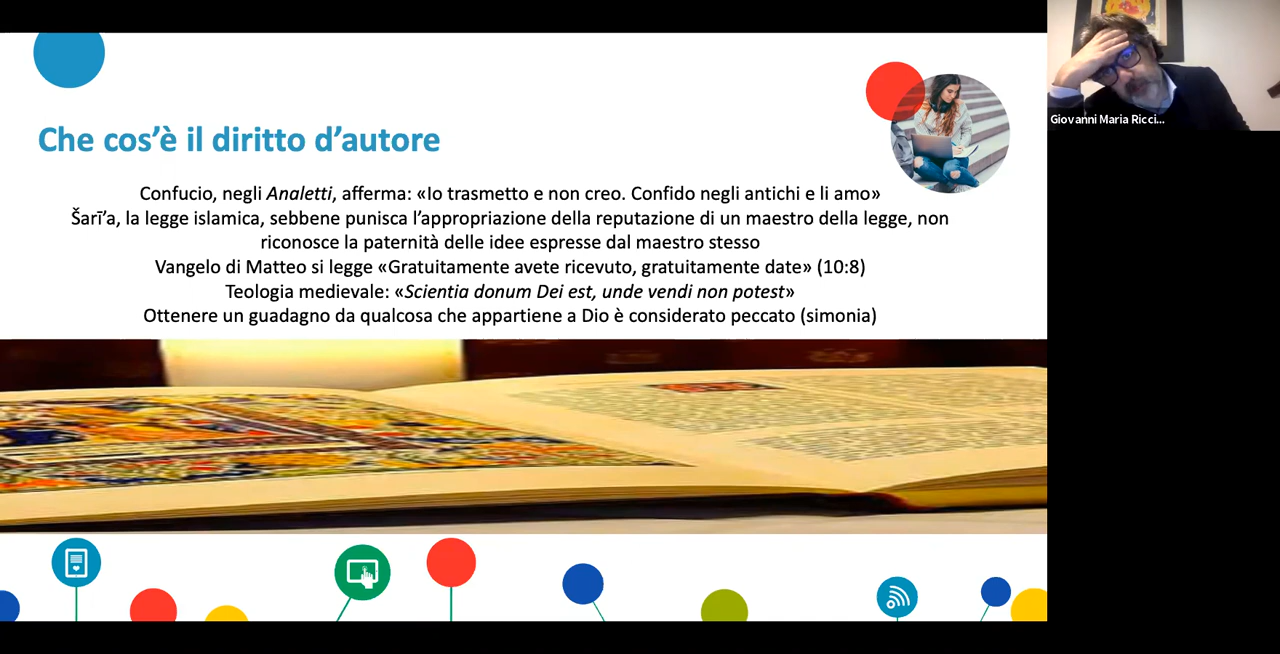 Che cos’è il diritto d’autore
Confucio, negli Analetti, afferma: «Io trasmetto e non creo. Confido negli antichi e li amo»
Šarī’a, la legge islamica, sebbene punisca l’appropriazione della reputazione di un maestro della legge, non
riconosce la paternità delle idee espresse dal maestro stesso
Vangelo di Matteo si legge «Gratuitamente avete ricevuto, gratuitamente date» (10:8)
Teologia medievale: «Scientia donum Dei est, unde vendi non potest»
Ottenere un guadagno da qualcosa che appartiene a Dio è considerato peccato (simonia)
Giovanni Maria Ricci...